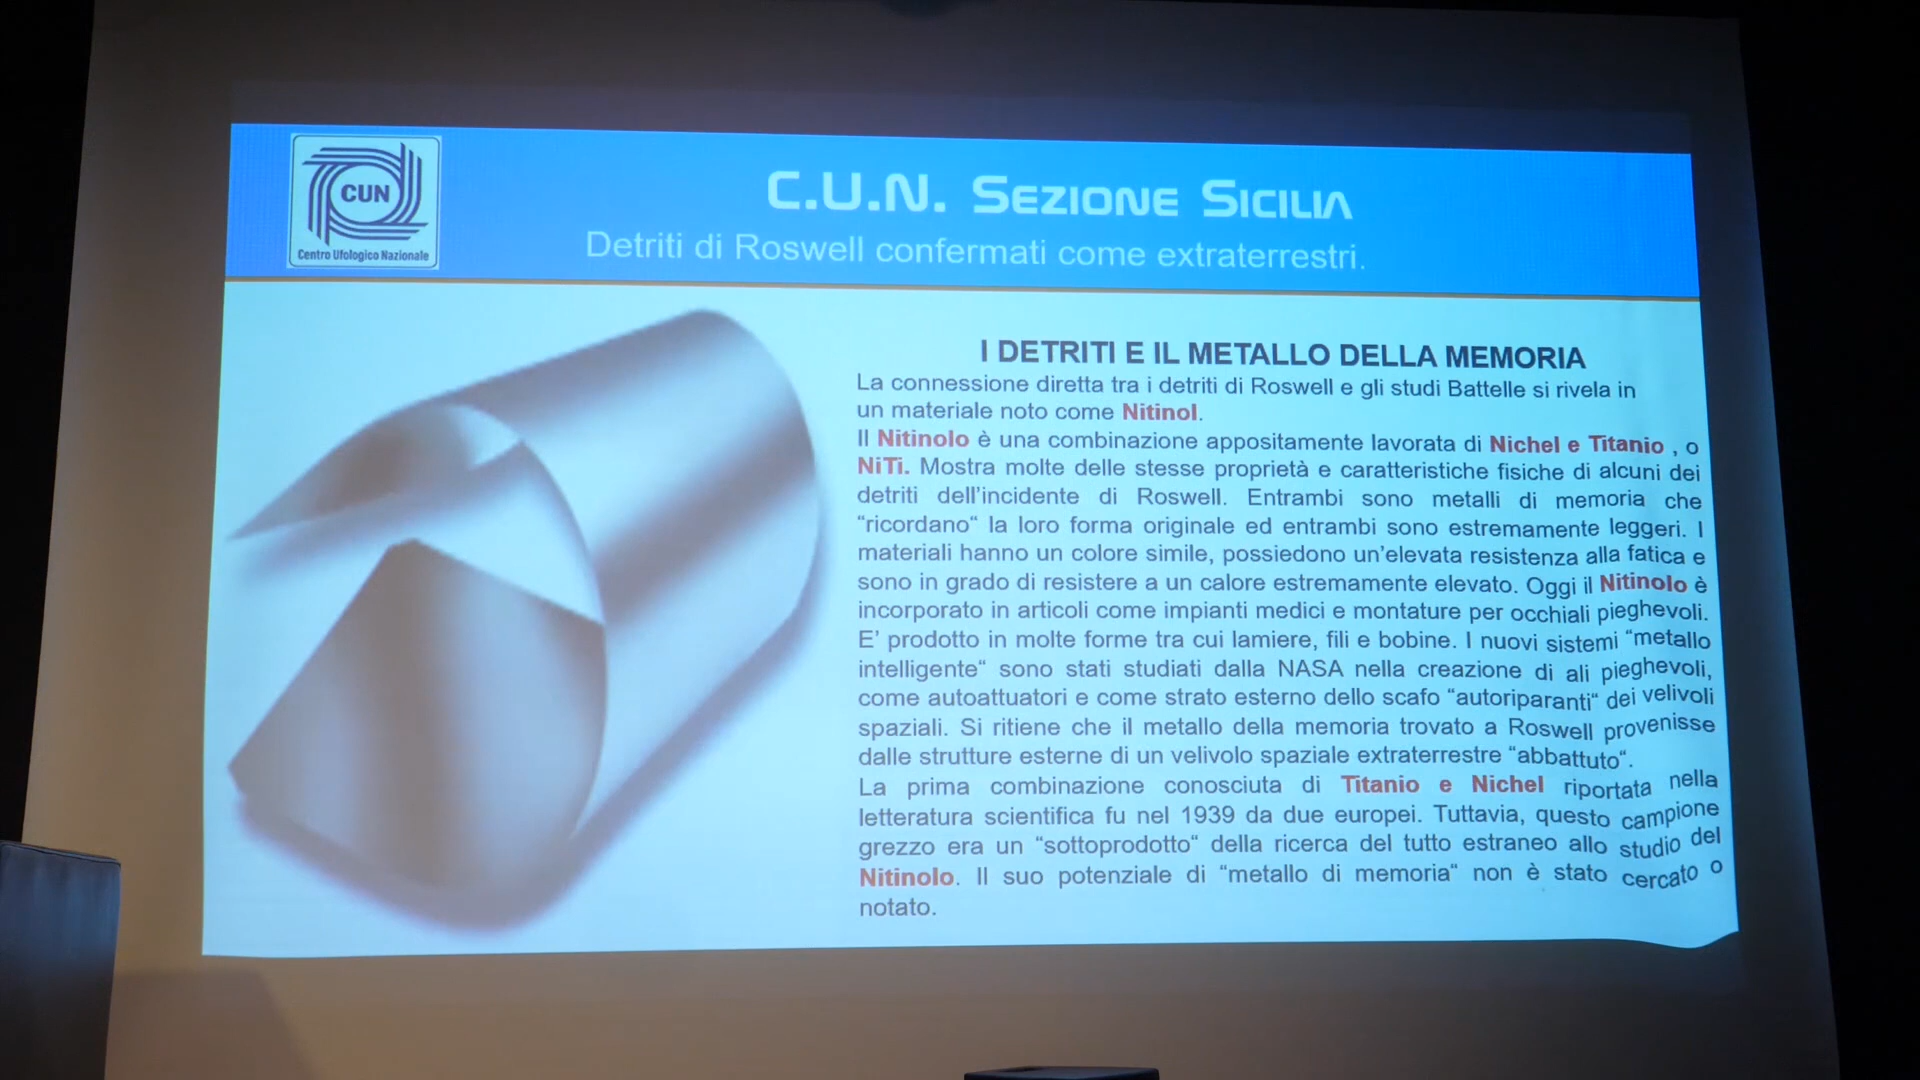 CUN
Centro Ufologico Nazionale
C.U.N. SEZIONE SICILIA
Detriti di Roswell confermati come extraterrestri.
I DETRITI E IL METALLO DELLA MEMORIA
La connessione diretta tra i detriti di Roswell e gli studi Battelle si rivela in
un materiale noto come Nitinol.
Il Nitinolo è una combinazione appositamente lavorata di Nichel e Titanio , o
NiTi. Mostra molte delle stesse proprietà e caratteristiche fisiche di alcuni dei
detriti dell'incidente di Roswell. Entrambi sono metalli di memoria che
“ricordano“ la loro forma originale ed entrambi sono estremamente leggeri. I
materiali hanno un colore simile, possiedono un'elevata resistenza alla fatica e
sono in grado di resistere a un calore estremamente elevato. Oggi il Nitinolo è
incorporato in articoli come impianti medici e montature per occhiali pieghevoli.
E' prodotto in molte forme tra cui lamiere, fili e bobine. I nuovi sistemi “metallo
intelligente“ sono stati studiati dalla NASA nella creazione di ali pieghevoli,
come autoattuatori e come strato esterno dello scafo “autoriparanti“ dei velivoli
spaziali. Si ritiene che il metallo della memoria trovato a Roswell provenisse
dalle strutture esterne di un velivolo spaziale extraterrestre “abbattuto“.
La prima combinazione conosciuta di Titanio e Nichel riportata nella
letteratura scientifica fu nel 1939 da due europei. Tuttavia, questo campione
grezzo era un “sottoprodotto“ della ricerca del tutto estraneo allo studio del
Nitinolo. Il suo potenziale di “metallo di memoria“ non è stato cercato o
notato.